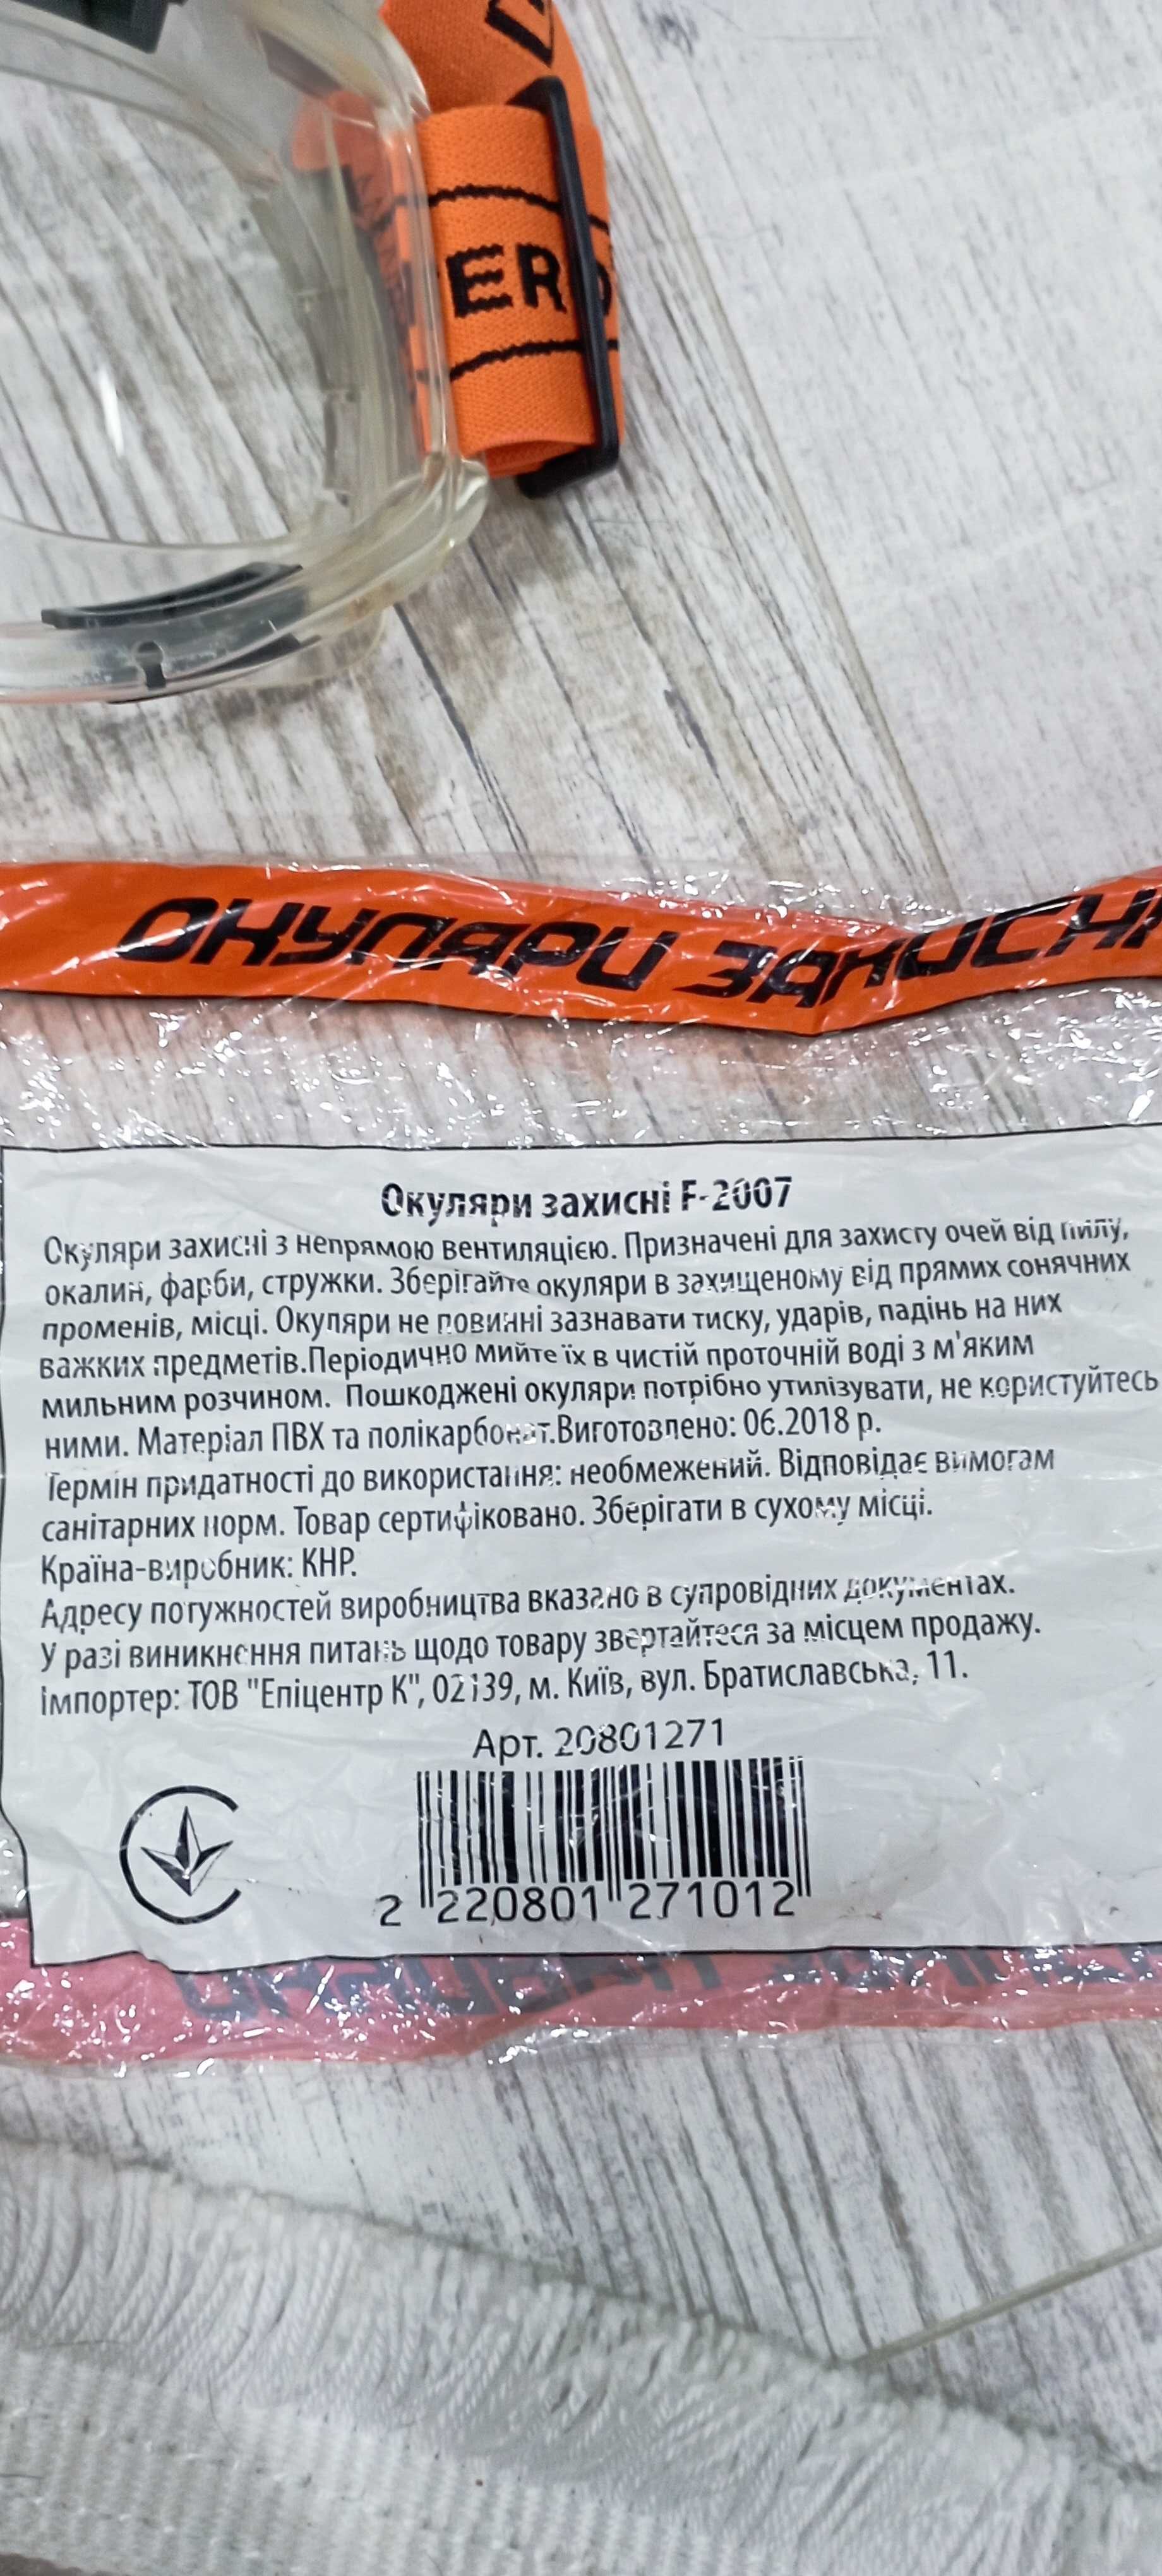 ER
ОКУЛЯРИ ЗАХИСНІ
Окуляри захисні F-2007
Окуляри захисні з непрямою вентиляцією. Призначені для захисту очей від пилу,
окалин, фарби, стружки. Зберігайте окуляри в захищеному від прямих сонячних
променів, місці. Окуляри не повинні зазнавати тиску, ударів, падінь на них
важких предметів.Періодично мийте їх в чистій проточній воді з м'яким
мильним розчином. Пошкоджені окуляри потрібно утилізувати, не користуйтесь
ними. Матеріал ПВХ та полікарбонат.Виготовлено: 06.2018 р.
Термін придатності до використання: необмежений. Відповідає вимогам
санітарних норм. Товар сертифіковано. Зберігати в сухому місці.
Країна-виробник: КНР.
Адресу потужностей виробництва вказано в супровідних документах.
У разі виникнення питань щодо товару звертайтеся за місцем продажу.
Імпортер: ТОВ "Епіцентр К", 02139, м. Київ, вул. Братиславська, 11.
Арт. 20801271
2 220801 271012